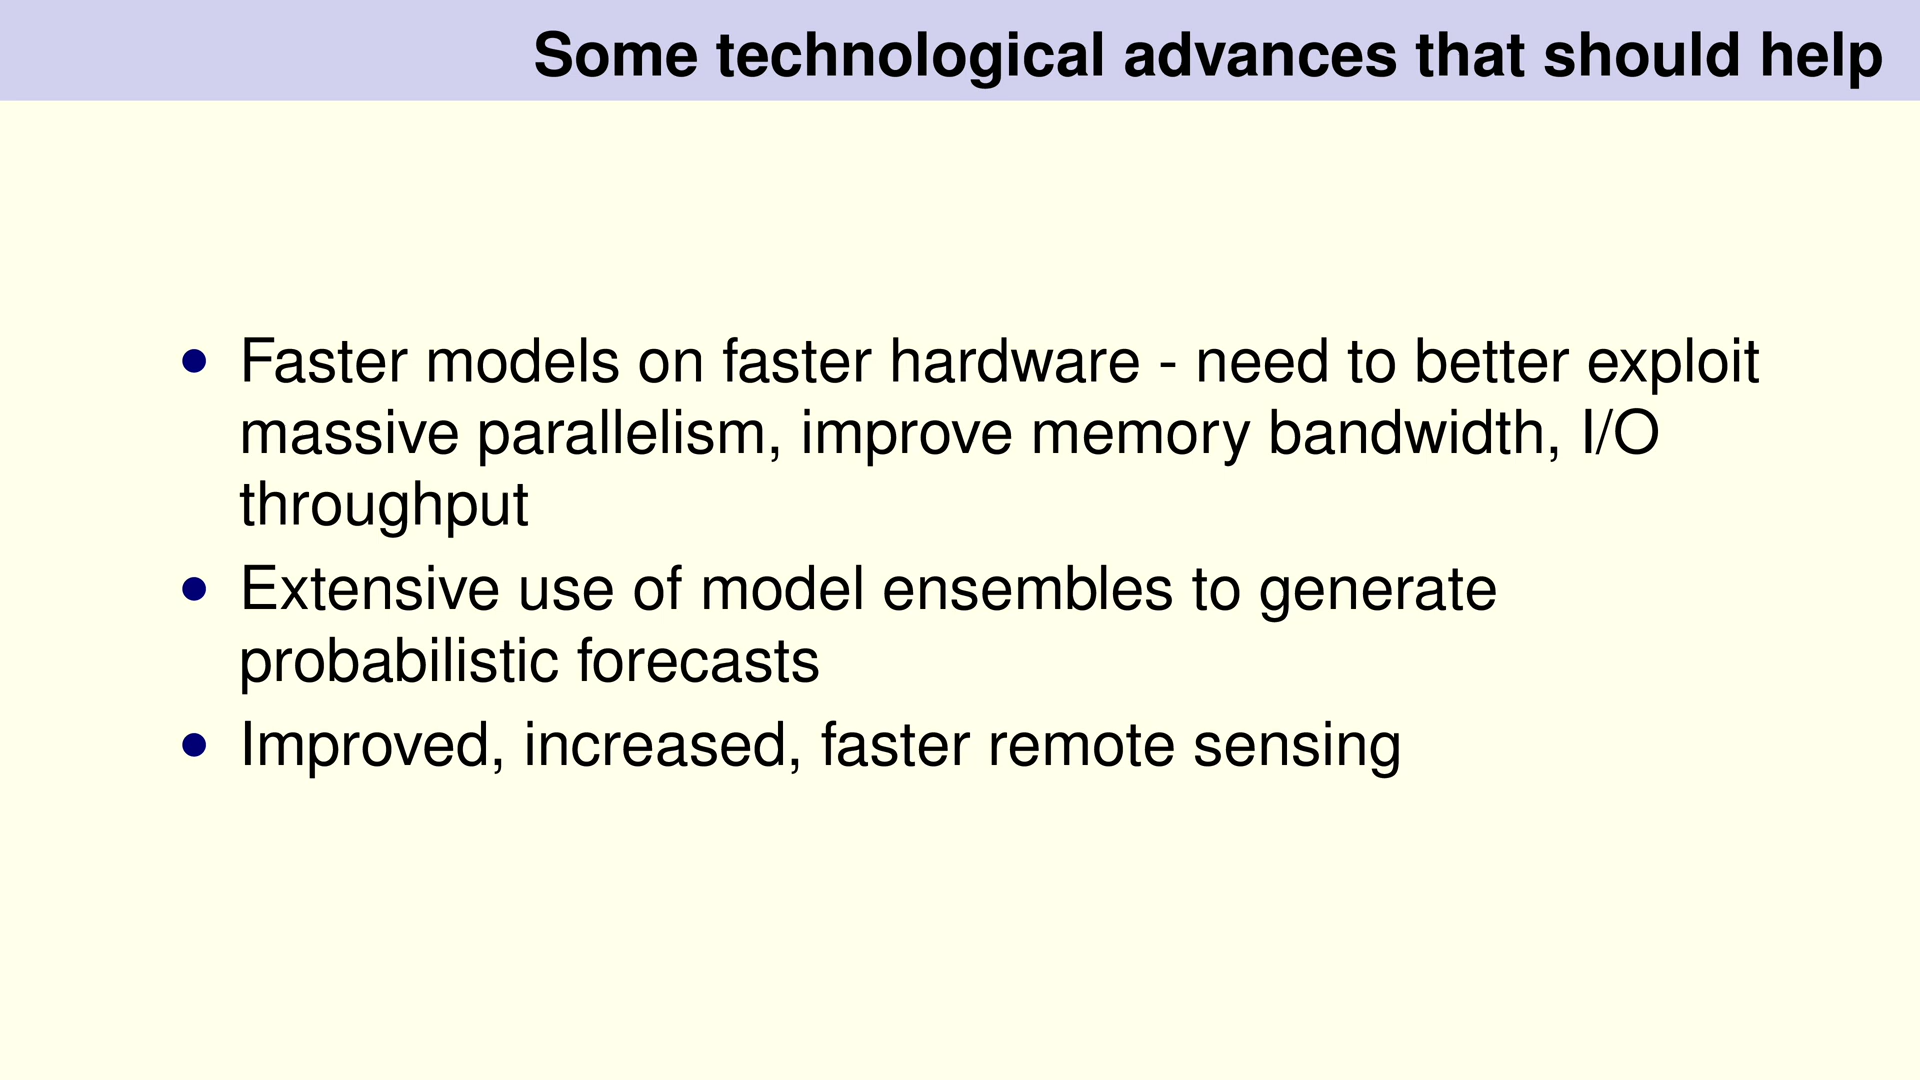 Some technological advances that should help
• Faster models on faster hardware - need to better exploit
massive parallelism, improve memory bandwidth, I/O
throughput
• Extensive use of model ensembles to generate
probabilistic forecasts
• Improved, increased, faster remote sensing